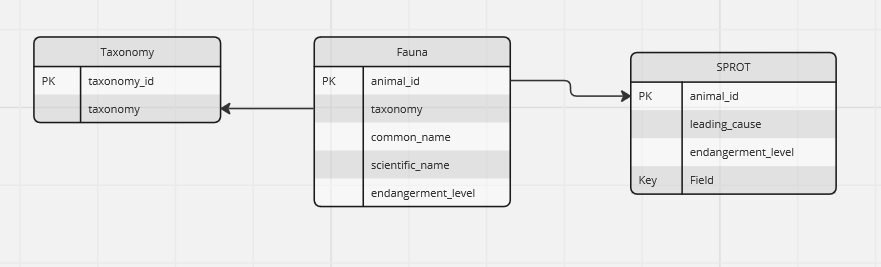 Taxonomy
PK taxonomy_id
taxonomy
Fauna
PK animal_id
taxonomy
common_name
scientific_name
endangerment_level
SPROT
PK animal_id
leading_cause
endangerment_level
Key Field